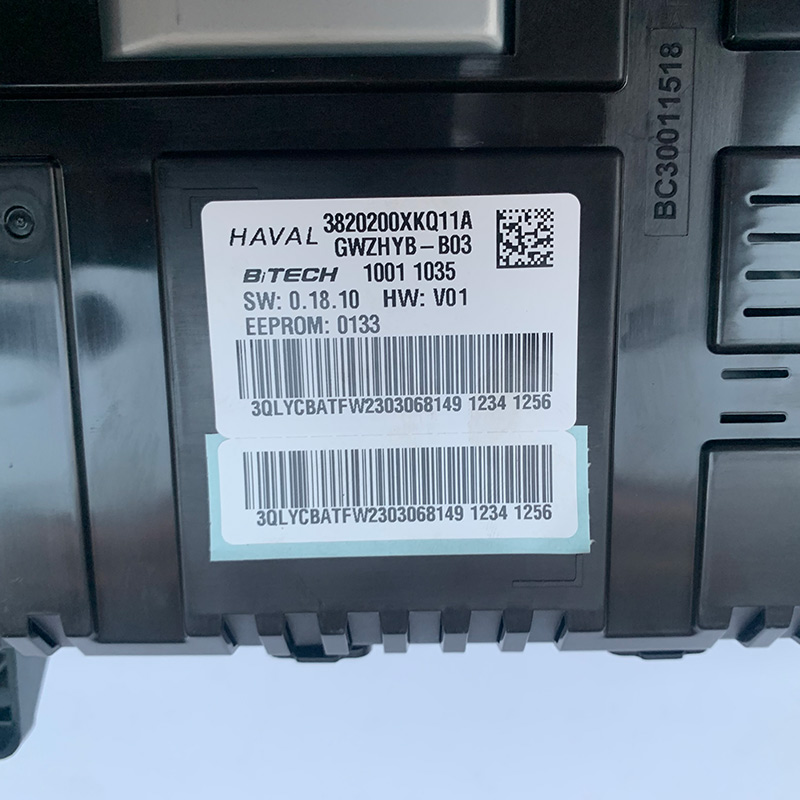 BC30011518
HAVAL 3820200XKQ11A
GWZHYB-B03
BiTECH 1001 1035
SW: 0.18.10 HW: V01
EEPROM: 0133
3QLYCBATFW2303068149 1234 1256
3QLYCBATFW2303068149 1234 1256